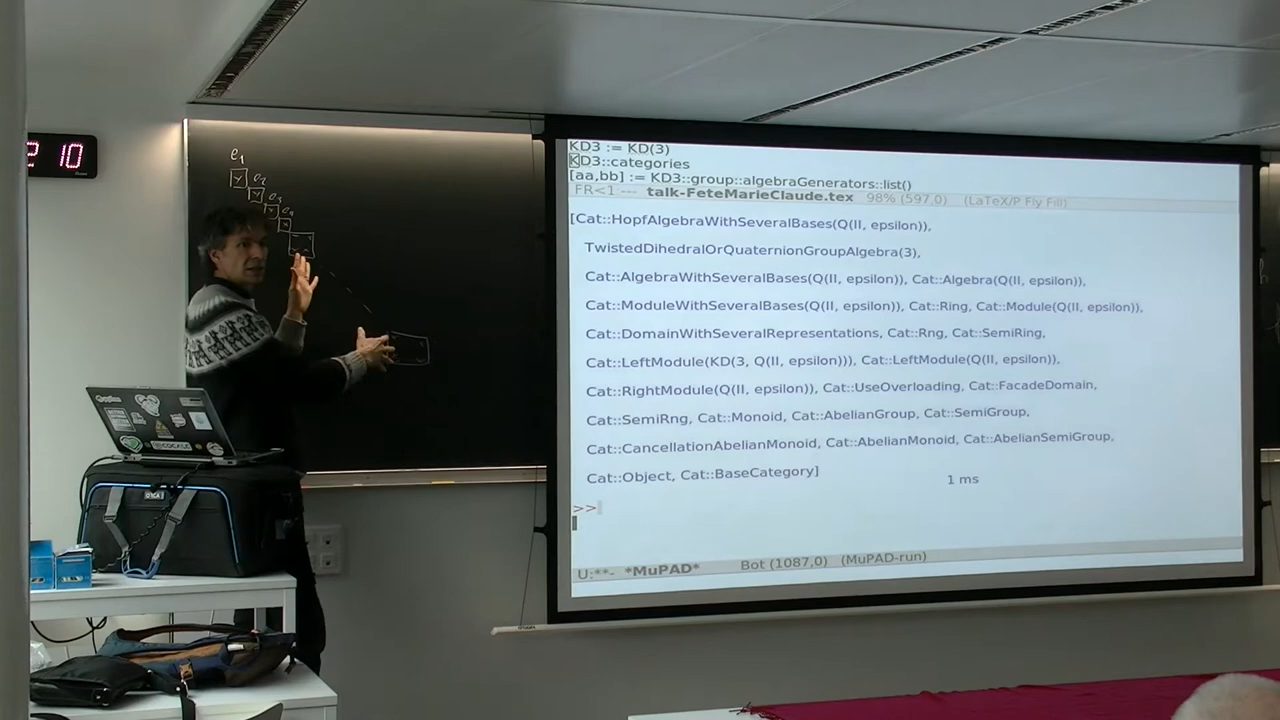 2 10
e1
e2
e3
e4
KD3 := KD(3)
KD3::categories
[aa,bb] := KD3::group::algebraGenerators::list()
FR<1 --- talk-FeteMarieClaude.tex 98% (597,0) (LaTeX/P Fly Fill)
[Cat::HopfAlgebraWithSeveralBases(Q(II, epsilon)),
TwistedDihedralOrQuaternionGroupAlgebra(3),
Cat::AlgebraWithSeveralBases(Q(II, epsilon)), Cat::Algebra(Q(II, epsilon)),
Cat::ModuleWithSeveralBases(Q(II, epsilon)), Cat::Ring, Cat::Module(Q(II, epsilon)),
Cat::DomainWithSeveralRepresentations, Cat::Rng, Cat::SemiRing,
Cat::LeftModule(KD(3, Q(II, epsilon))), Cat::LeftModule(Q(II, epsilon)),
Cat::RightModule(Q(II, epsilon)), Cat::UseOverloading, Cat::FacadeDomain,
Cat::SemiRng, Cat::Monoid, Cat::AbelianGroup, Cat::SemiGroup,
Cat::CancellationAbelianMonoid, Cat::AbelianMonoid, Cat::AbelianSemiGroup,
Cat::Object, Cat::BaseCategory]
1 ms
>>
U:**- *MuPAD* Bot (1087,0) (MuPAD-run)